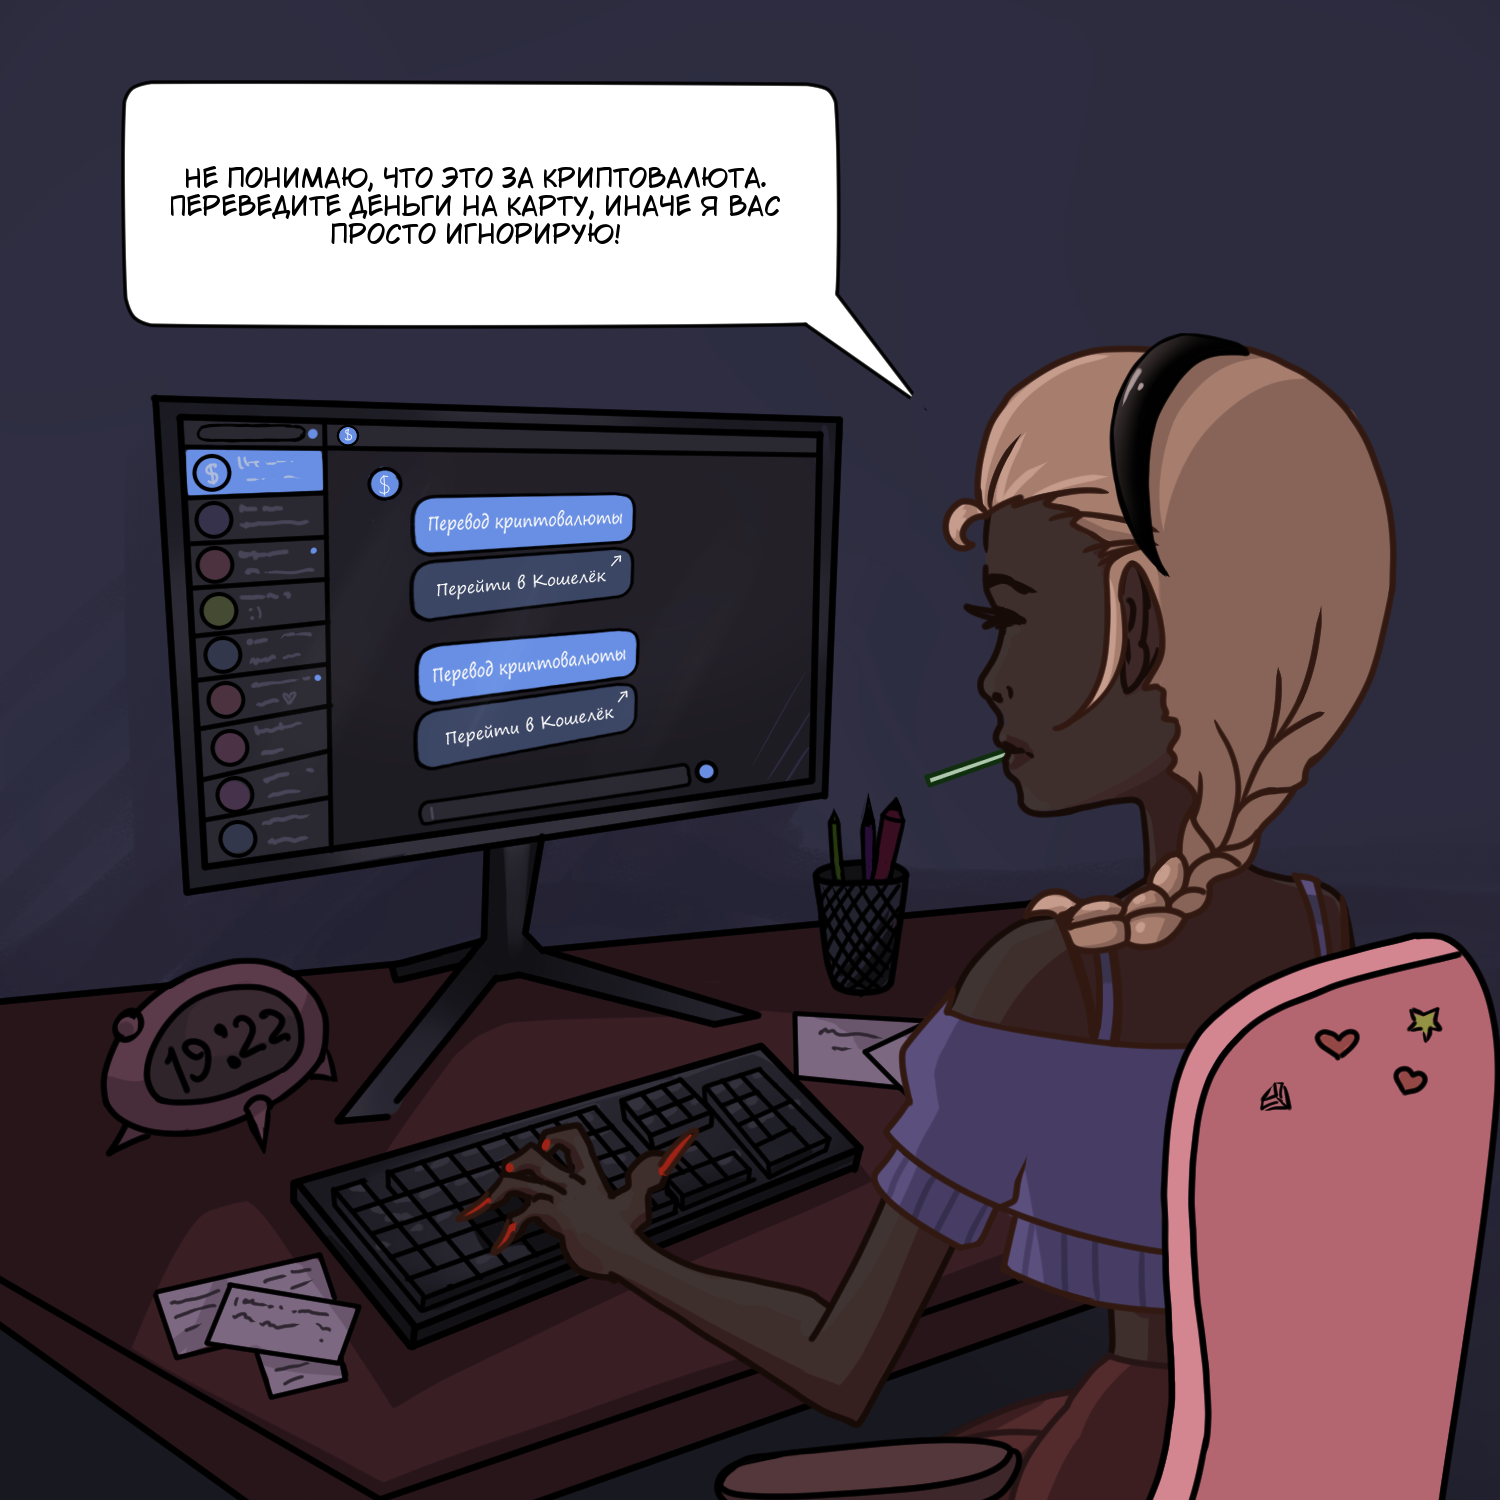 НЕ ПОНИМАЮ, ЧТО ЭТО ЗА КРИПТОВАЛЮТА.
ПЕРЕВЕДИТЕ ДЕНЬГИ НА КАРТУ, ИНАЧЕ Я ВАС
ПРОСТО ИГНОРИРУЮ!
$
$
$
Перевод криптовалюты
Перейти в Кошелёк
:)
Перевод криптовалюты
Перейти в Кошелёк
19:22